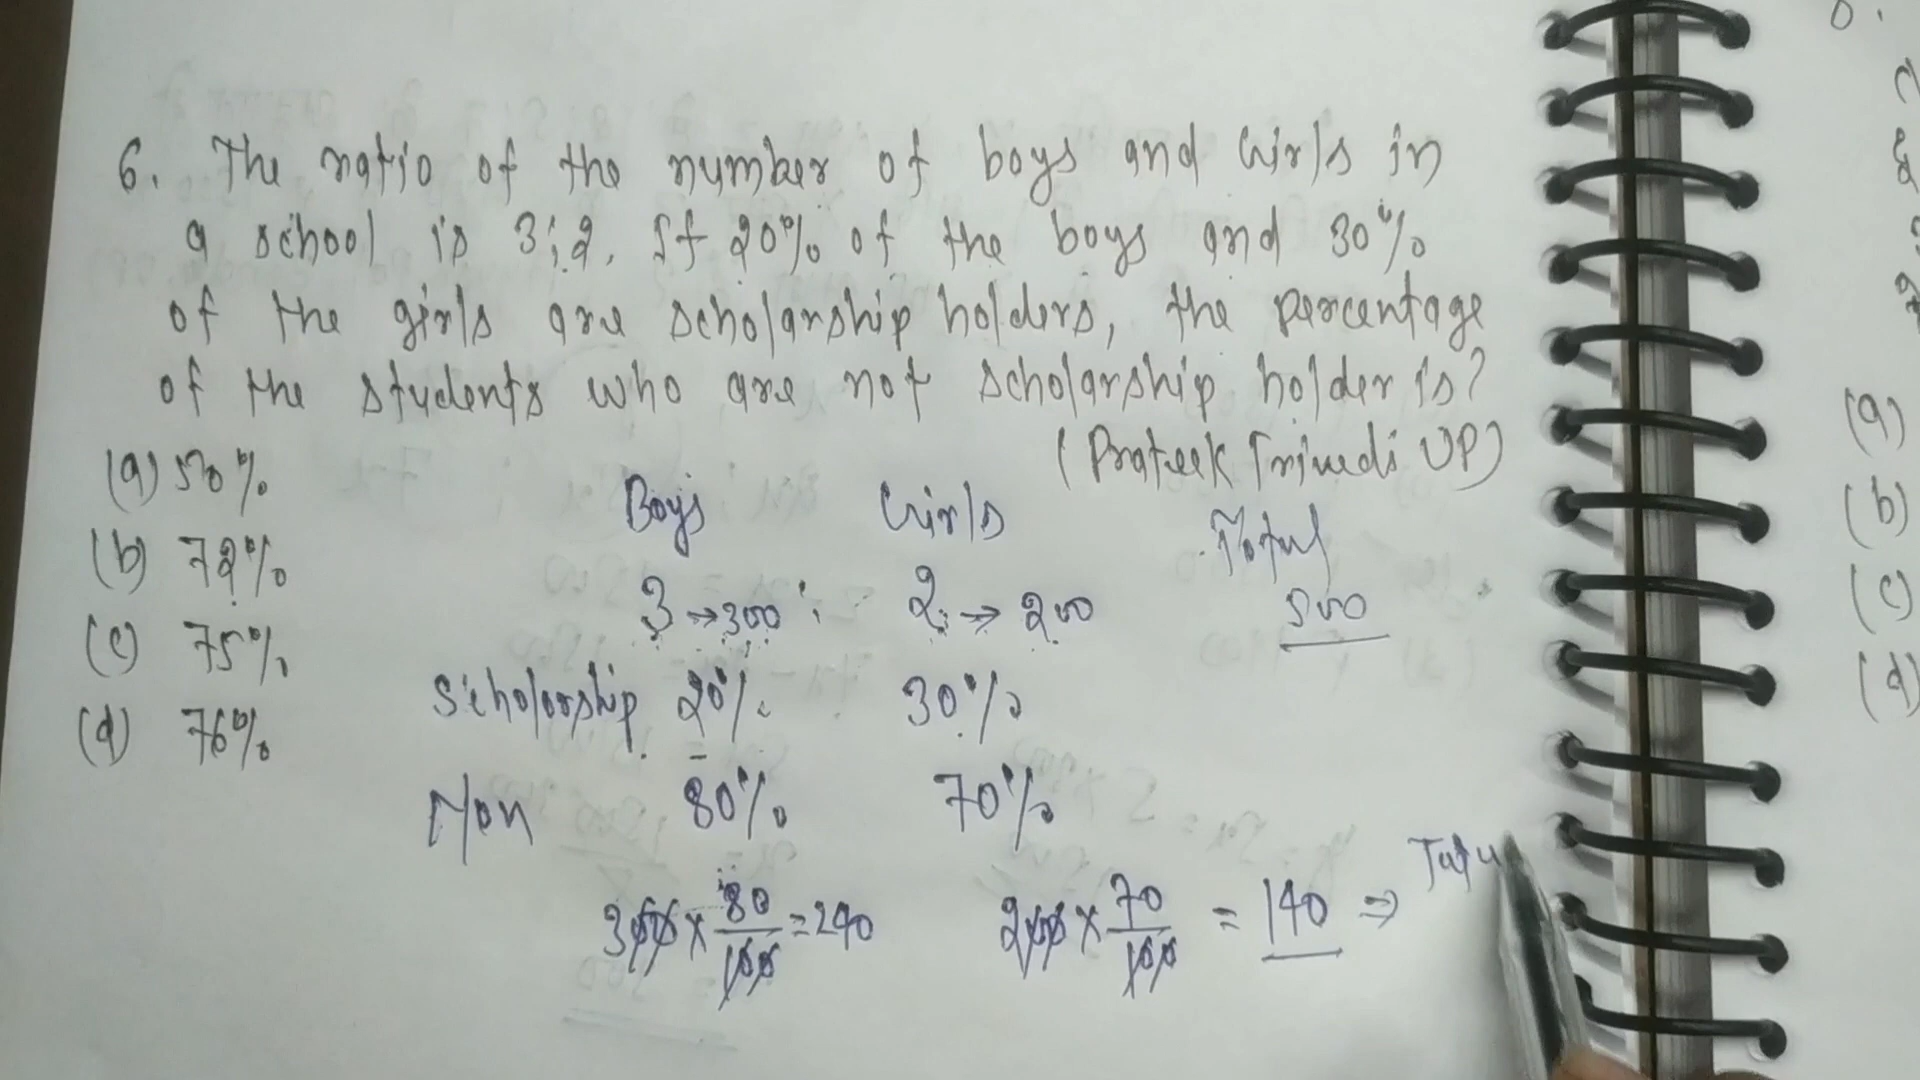 6. The ratio of the number of boys and Girls in
a school is 3:2. If 20% of the boys and 30%
of the girls are scholarship holders, the percentage
of the students who are not scholarship holder is?
(Prateek Trivedi UP)
(a) 50%
(b) 72%
(c) 75%
(d) 76%
Boys Girls Total
3 → 300 : 2 → 200 500
Scholarship 20% 30%
Non 80% 70%
300 × 80/100 = 240 200 × 70/100 = 140 ⇒
(a)
(b)
(c)
(d)